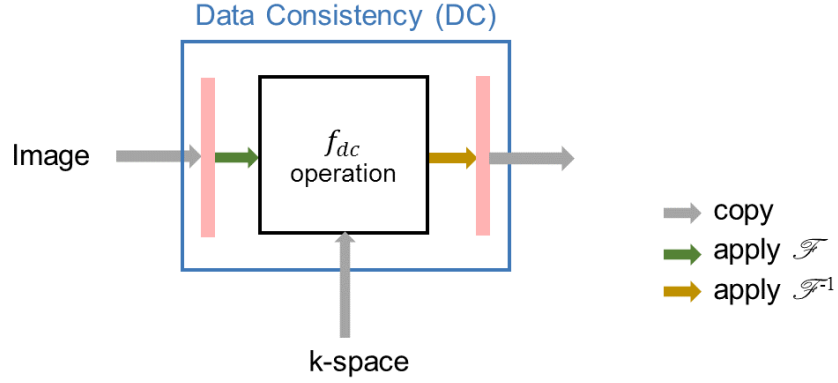 Data Consistency (DC)
Image
f_dc
operation
k-space
copy
apply ℱ
apply ℱ⁻¹